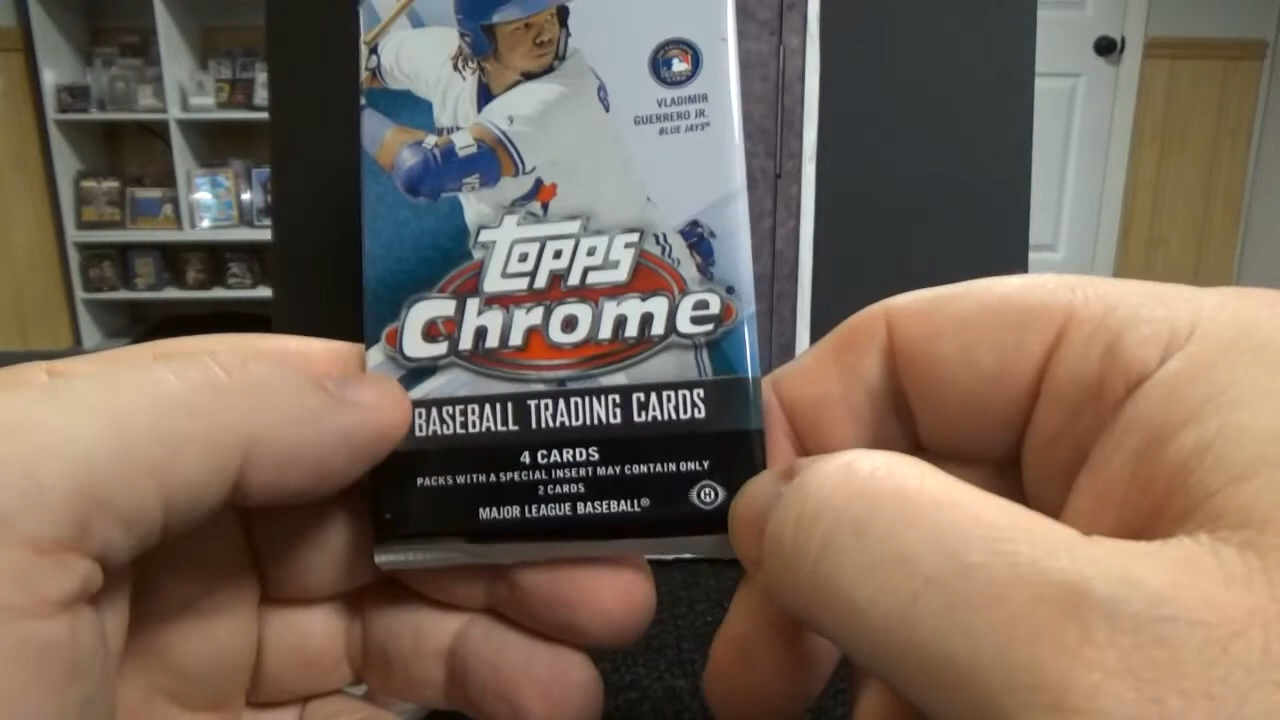 VLADIMIR
GUERRERO JR.
BLUE JAYS®
Topps
Chrome®
BASEBALL TRADING CARDS
4 CARDS
PACKS WITH A SPECIAL INSERT MAY CONTAIN ONLY
2 CARDS
MAJOR LEAGUE BASEBALL®
H